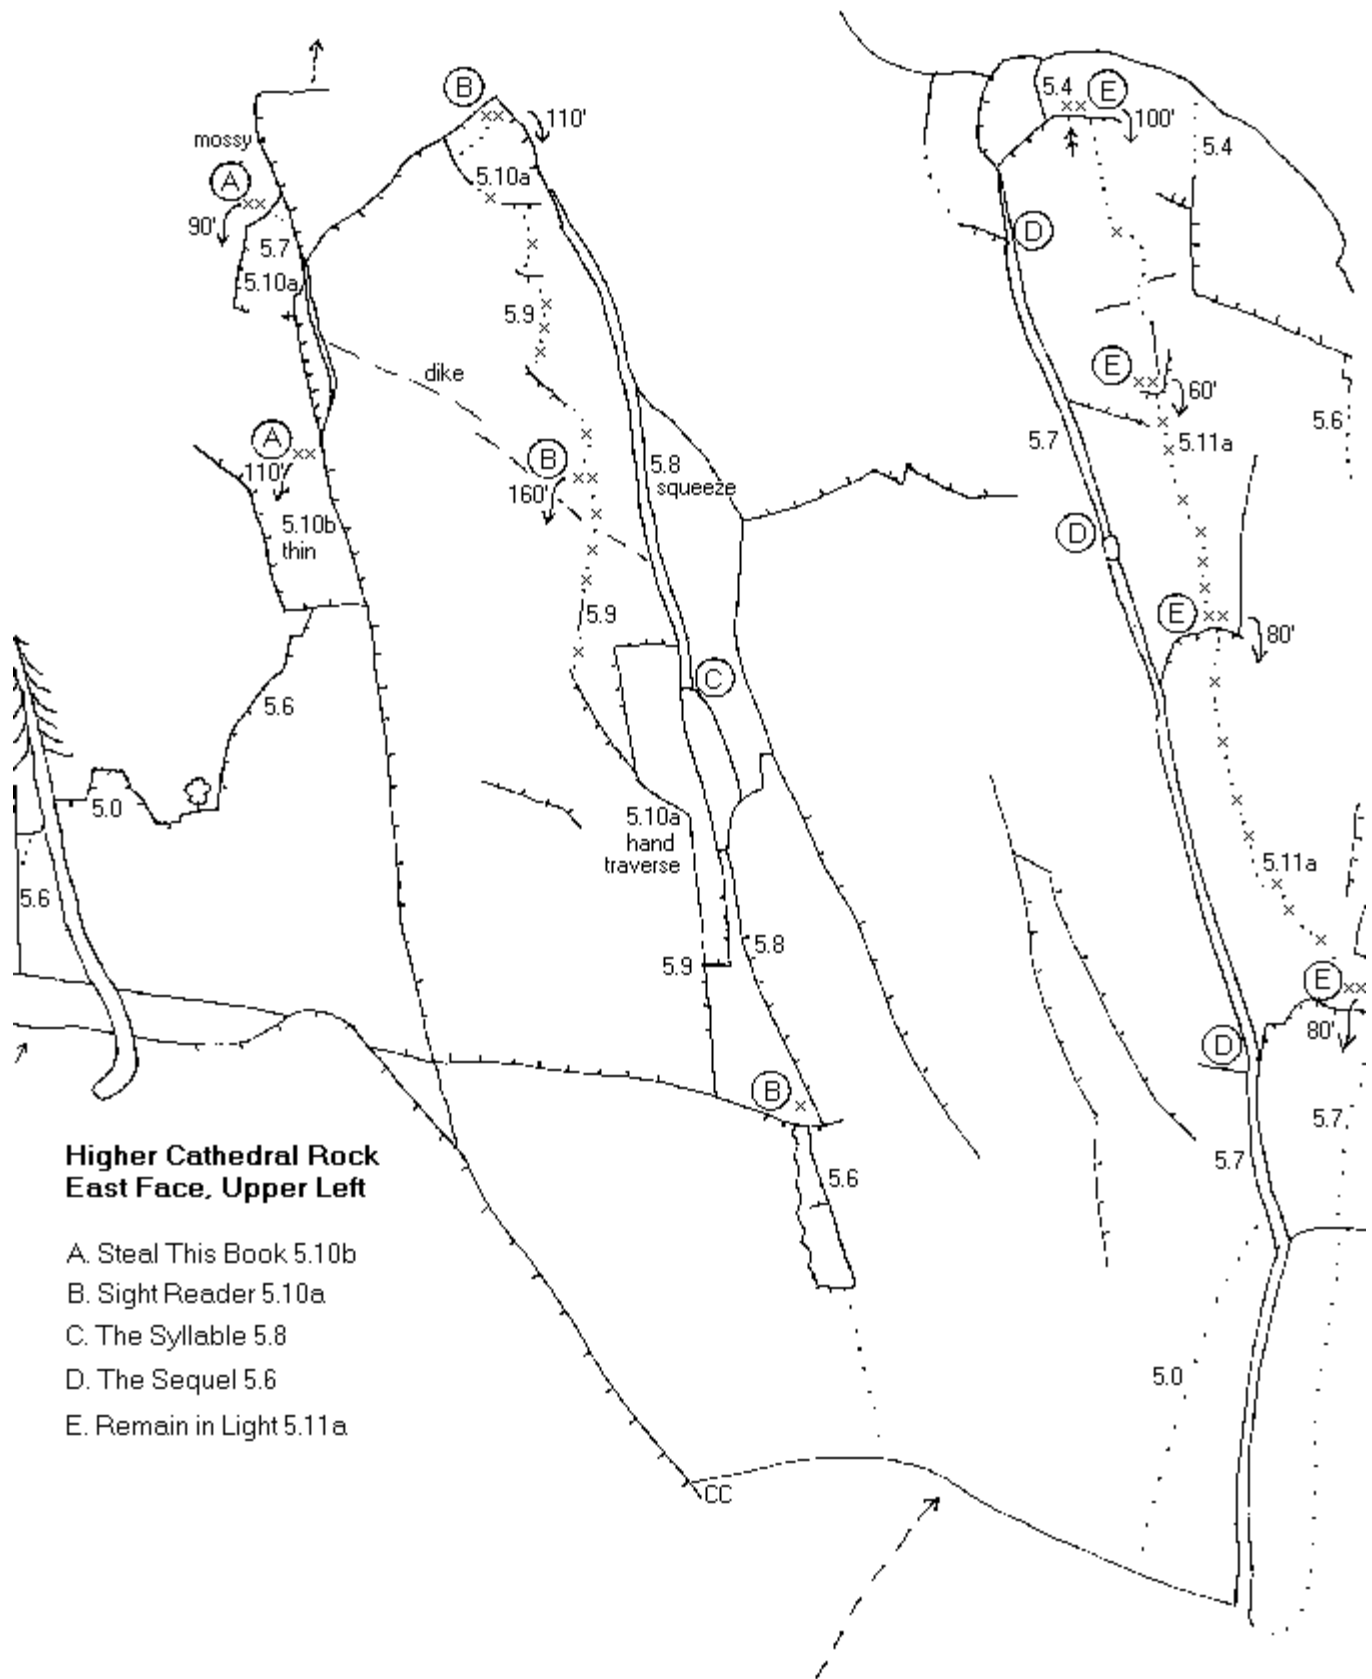 B
110'
5.4
E
100'
mossy
5.10a
5.4
A
90'
5.7
D
5.10a
5.9
dike
E
60'
5.6
A
5.7
5.11a
110'
B
5.8
squeeze
160'
5.10b
thin
D
5.9
E
80'
C
5.6
5.0
5.10a
hand
traverse
5.11a
5.6
5.8
5.9
E
80'
D
B
5.7
5.7
Higher Cathedral Rock
East Face, Upper Left
5.6
A. Steal This Book 5.10b
B. Sight Reader 5.10a
C. The Syllable 5.8
D. The Sequel 5.6
E. Remain in Light 5.11a
5.0
CC